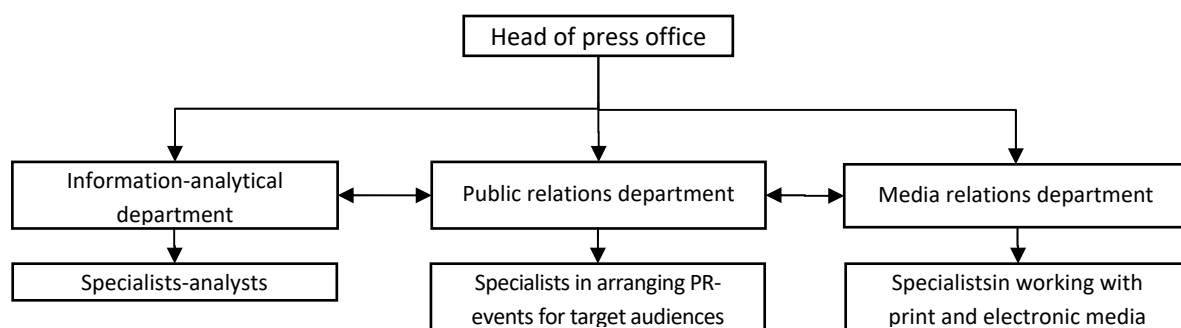 Head of press office
Information-analytical
department
Public relations department
Media relations department
Specialists-analysts
Specialists in arranging PR-
events for target audiences
Specialistsin working with
print and electronic media